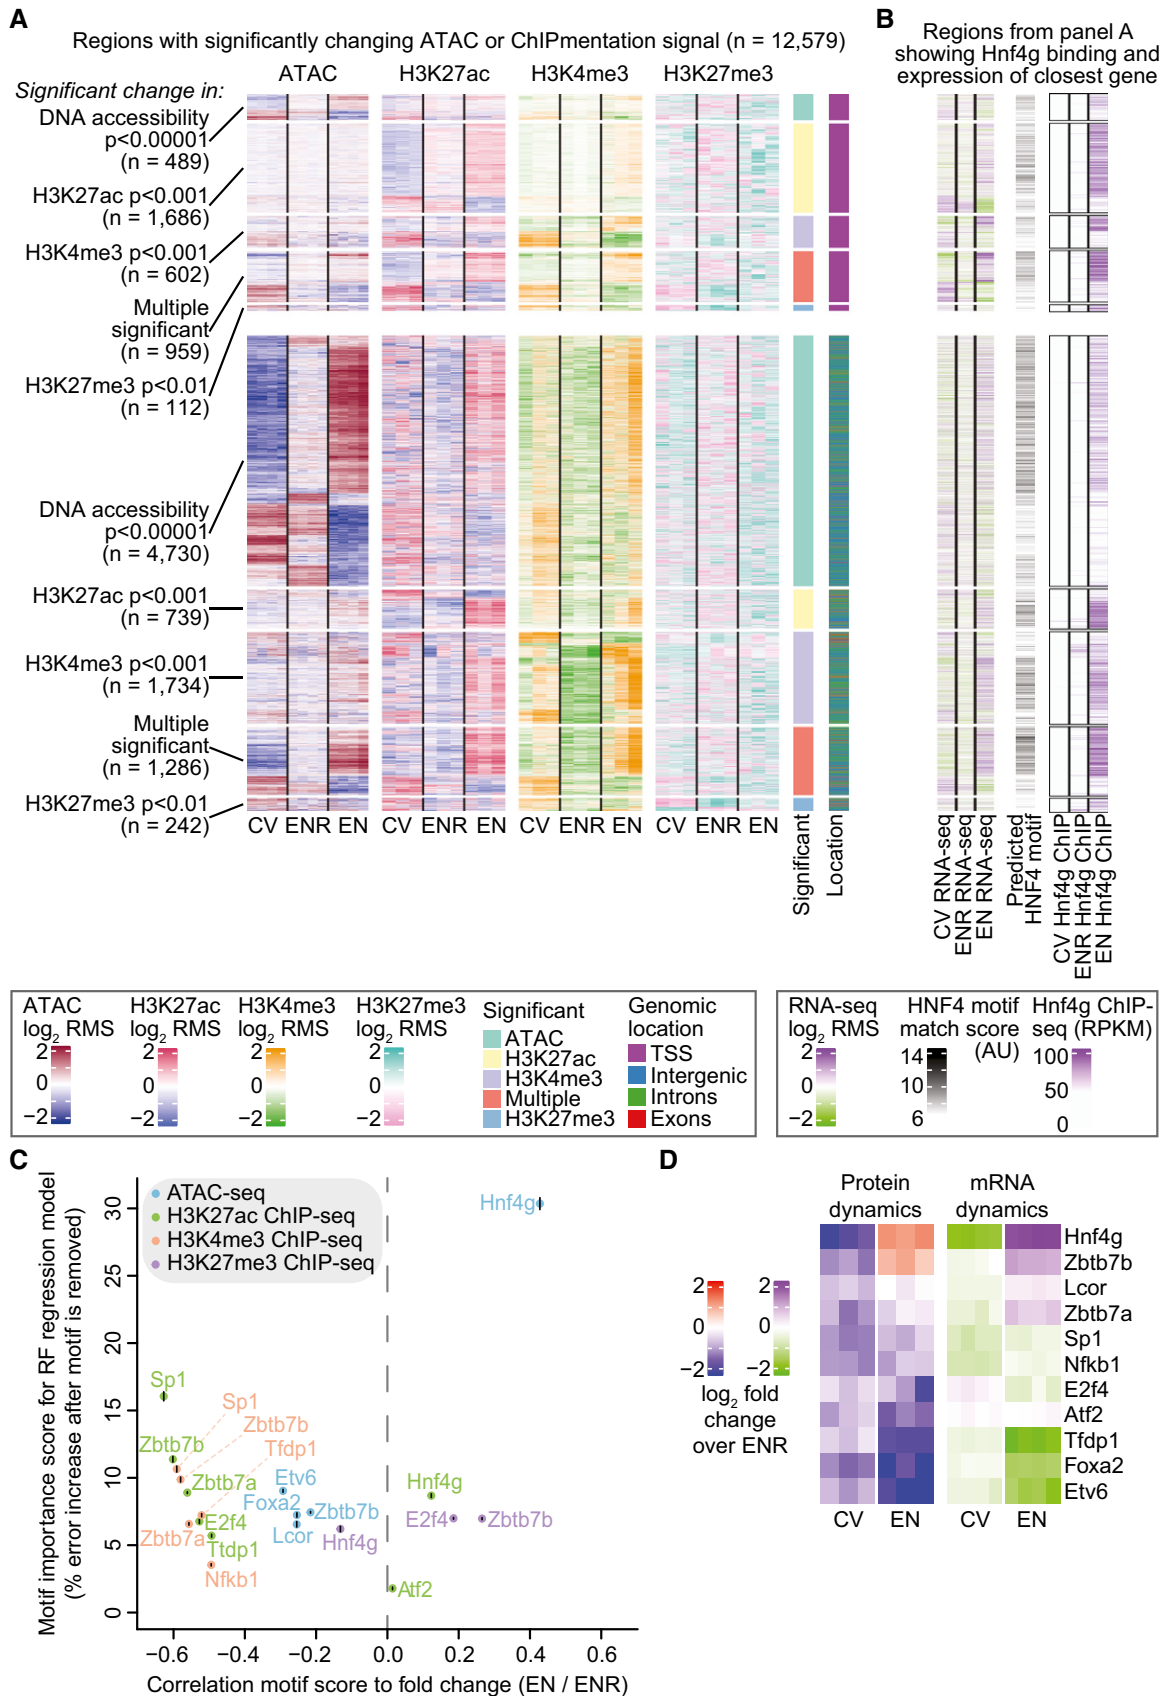 A
Regions with significantly changing ATAC or ChIPmentation signal (n = 12,579)
ATAC H3K27ac H3K4me3 H3K27me3
Significant change in:
DNA accessibility
p<0.00001
(n = 489)
H3K27ac p<0.001
(n = 1,686)
H3K4me3 p<0.001
(n = 602)
Multiple
significant
(n = 959)
H3K27me3 p<0.01
(n = 112)
DNA accessibility
p<0.00001
(n = 4,730)
H3K27ac p<0.001
(n = 739)
H3K4me3 p<0.001
(n = 1,734)
Multiple
significant
(n = 1,286)
H3K27me3 p<0.01
(n = 242)
CV ENR EN CV ENR EN CV ENR EN CV ENR EN
Significant
Location
B
Regions from panel A
showing Hnf4g binding and
expression of closest gene
CV RNA-seq
ENR RNA-seq
EN RNA-seq
Predicted
HNF4 motif
CV Hnf4g ChIP
ENR Hnf4g ChIP
EN Hnf4g ChIP
ATAC
log2 RMS
2
0
−2
H3K27ac
log2 RMS
2
0
−2
H3K4me3
log2 RMS
2
0
−2
H3K27me3
log2 RMS
2
0
−2
Significant
ATAC
H3K27ac
H3K4me3
Multiple
H3K27me3
Genomic
location
TSS
Intergenic
Introns
Exons
RNA-seq
log2 RMS
2
0
−2
HNF4 motif
match score
(AU)
14
10
6
Hnf4g ChIP-
seq (RPKM)
100
50
0
C
Motif importance score for RF regression model
(% error increase after motif is removed)
30
25
20
15
10
5
0
ATAC-seq
H3K27ac ChIP-seq
H3K4me3 ChIP-seq
H3K27me3 ChIP-seq
Hnf4g
Sp1
Sp1
Zbtb7b
Zbtb7b
Tfdp1
Zbtb7a
Etv6
Foxa2
Zbtb7b
Lcor
Hnf4g
E2f4
Zbtb7a
Ttdp1
Nfkb1
Hnf4g
E2f4
Zbtb7b
Atf2
−0.6 −0.4 −0.2 0.0 0.2 0.4 0.6
Correlation motif score to fold change (EN / ENR)
D
Protein
dynamics
mRNA
dynamics
2
0
−2
2
0
−2
log2 fold
change
over ENR
Hnf4g
Zbtb7b
Lcor
Zbtb7a
Sp1
Nfkb1
E2f4
Atf2
Tfdp1
Foxa2
Etv6
CV EN CV EN